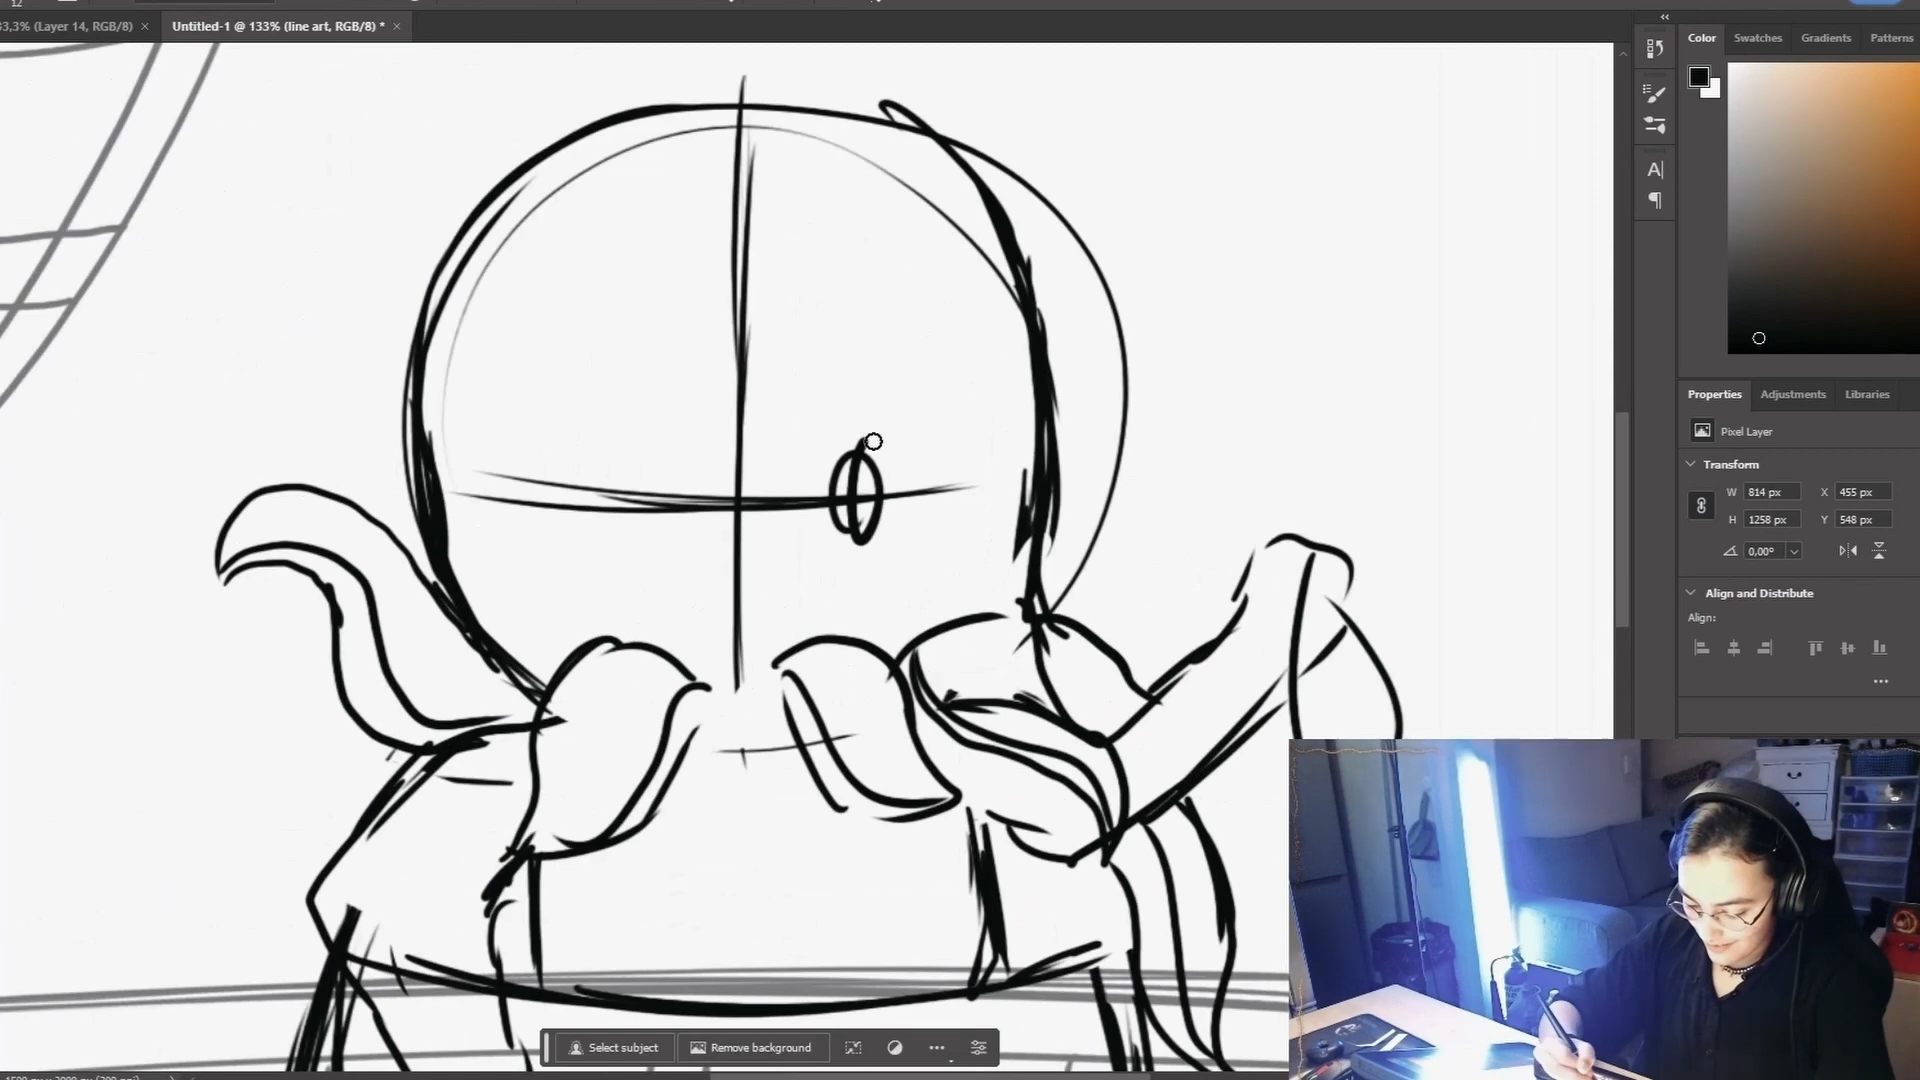 12
33,3% (Layer 14, RGB/8) ×
Untitled-1 @ 133% (line art, RGB/8) * ×
Color Swatches Gradients Patterns
A|
¶
Properties Adjustments Libraries
Pixel Layer
Transform
W 814 px X 455 px
H 1258 px Y 548 px
0,00°
Align and Distribute
Align:
Select subject Remove background